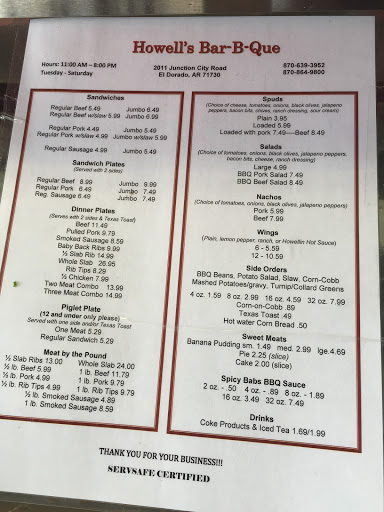 Howell's Bar-B-Que
Hours: 11:00 AM – 8:00 PM
Tuesday - Saturday
2011 Junction City Road
El Dorado, AR 71730
870-639-3952
870-864-9800
Sandwiches
Regular Beef 5.49 Jumbo 6.49
Regular Beef w/slaw 5.99 Jumbo w/slaw 6.99
Regular Pork 4.49 Jumbo 5.49
Regular Pork w/slaw 4.99 Jumbo w/slaw 5.99
Regular Sausage 4.99 Jumbo 5.49
Sandwich Plates
(Served with 2 sides)
Regular Beef 8.99 Jumbo 9.99
Regular Pork 6.49 Jumbo 7.99
Reg. Sausage 6.49 Jumbo 7.49
Dinner Plates
(Serves with 2 sides & Texas Toast)
Beef 11.49
Pulled Pork 9.79
Smoked Sausage 8.59
Baby Back Ribs 9.99
½ Slab Rib 14.99
Whole Slab 26.95
Rib Tips 8.29
½ Chicken 7.99
Two Meat Combo 13.99
Three Meat Combo 14.99
Piglet Plate
(12 and under only please)
Served with one side and/or Texas Toast
One Meat 5.29
Regular Sandwich 5.29
Meat by the Pound
½ Slab Ribs 13.00 Whole Slab 24.00
½ lb. Beef 5.99 1 lb. Beef 11.79
½ lb. Pork 4.99 1 lb. Pork 9.79
½ lb. Rib Tips 4.99 1 lb. Rib Tips 9.79
½ lb. Smoked Sausage 4.89
1 lb. Smoked Sausage 8.59
Spuds
(Choice of cheese, tomatoes, onions, black olives, jalapeno
peppers, bacon bits, chives, ranch dressing, sour cream)
Plain 3.95
Loaded 5.99
Loaded with pork 7.49----Beef 8.49
Salads
(Choice of tomatoes, onions, black olives, jalapeno peppers,
bacon bits, cheese, ranch dressing)
Large 4.99
BBQ Pork Salad 7.49
BBQ Beef Salad 8.49
Nachos
(Choice of tomatoes, onions, black olives, jalapeno peppers)
Pork 5.99
Beef 7.99
Wings
(Plain, lemon pepper, ranch, or Howellin Hot Sauce)
6 - 5.59
12 - 10.59
Side Orders
BBQ Beans, Potato Salad, Slaw, Corn-Cobb
Mashed Potatoes/gravy, Turnip/Collard Greens
4 oz. 1.59 8 oz. 2.99 16 oz. 4.59 32 oz. 7.99
Corn-on-Cobb .89
Texas Toast .49
Hot water Corn Bread .50
Sweet Meats
Banana Pudding sm. 1.49 med. 2.99 lge.4.69
Pie 2.25 (slice)
Cake 2.00 (slice)
Spicy Babs BBQ Sauce
2 oz. - .50 4 oz. - .89 8 oz. - 1.89
16 oz. 3.49 32 oz. 7.49
Drinks
Coke Products & Iced Tea 1.69/1.99
THANK YOU FOR YOUR BUSINESS!!!
SERVSAFE CERTIFIED